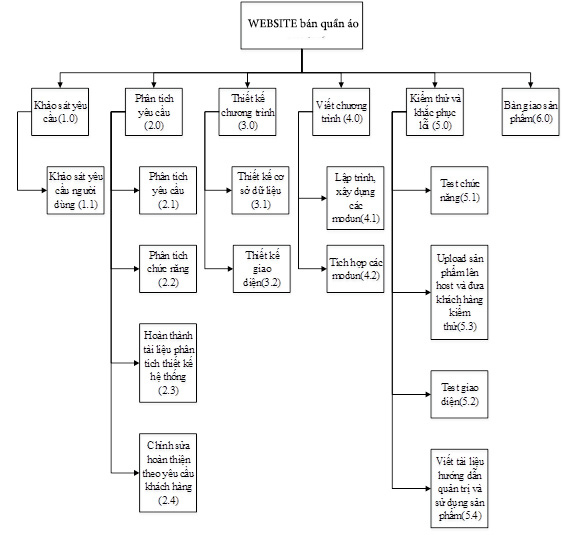 WEBSITE bán quần áo
Khảo sát yêu
cầu(1.0)
Phân tích
yêu cầu
(2.0)
Thiết kế
chương trình
(3.0)
Viết chương
trình (4.0)
Kiểm thử và
khắc phục
lỗi (5.0)
Bàn giao sản
phẩm(6.0)
Khảo sát yêu
cầu người
dùng (1.1)
Phân tích
yêu cầu
(2.1)
Thiết kế cơ
sở dữ liệu
(3.1)
Lập trình,
xây dựng
các
modun(4.1)
Test chức
năng(5.1)
Phân tích
chức năng
(2.2)
Thiết kế
giao
diện(3.2)
Tích hợp các
modun(4.2)
Upload sản
phẩm lên
host và đưa
khách hàng
kiểm
thử(5.3)
Hoàn thành
tài liệu phân
tích thiết kế
hệ thống
(2.3)
Test giao
diện(5.2)
Chỉnh sửa
hoàn thiện
theo yêu cầu
khách hàng
(2.4)
Viết tài liệu
hướng dẫn
quản trị và
sử dụng sản
phẩm(5.4)